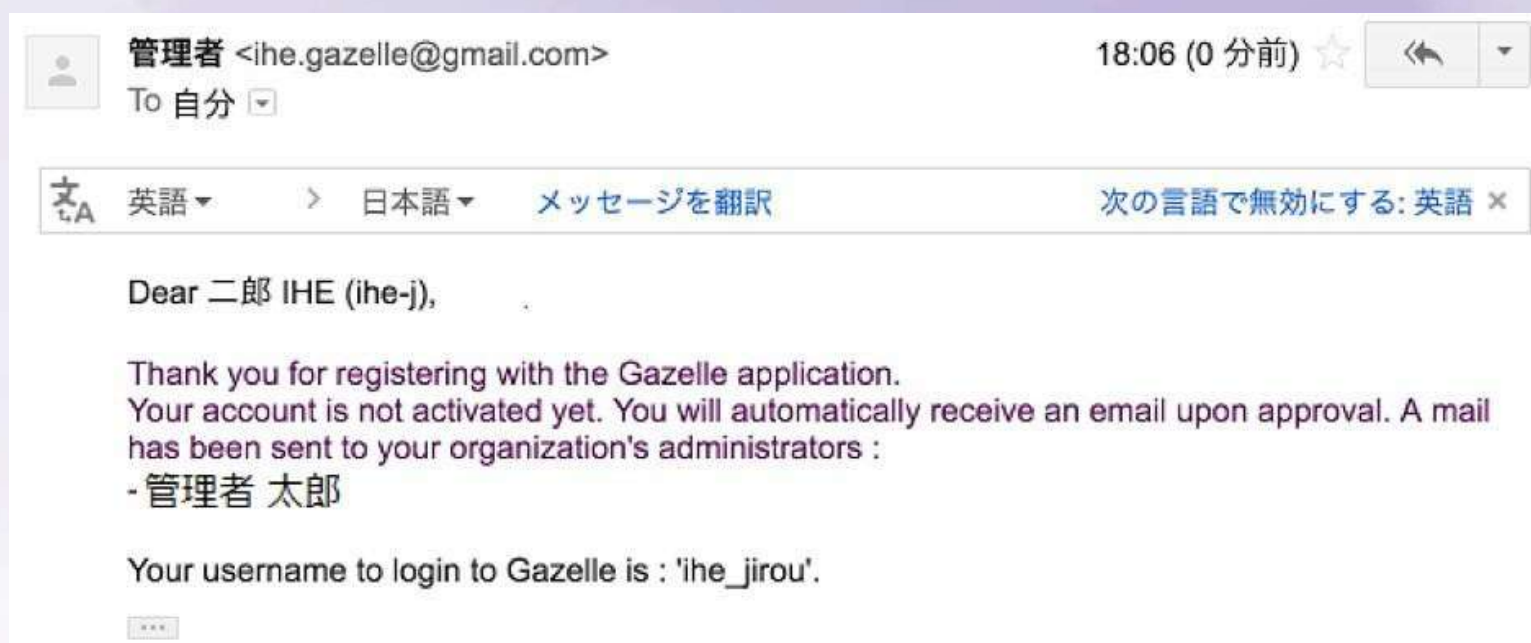 管理者 <ihe.gazelle@gmail.com>
18:06 (0 分前)
To 自分
英語 > 日本語 メッセージを翻訳 次の言語で無効にする: 英語 ×
Dear 二郎 IHE (ihe-j),
Thank you for registering with the Gazelle application.
Your account is not activated yet. You will automatically receive an email upon approval. A mail
has been sent to your organization's administrators :
- 管理者 太郎
Your username to login to Gazelle is : 'ihe_jirou'.